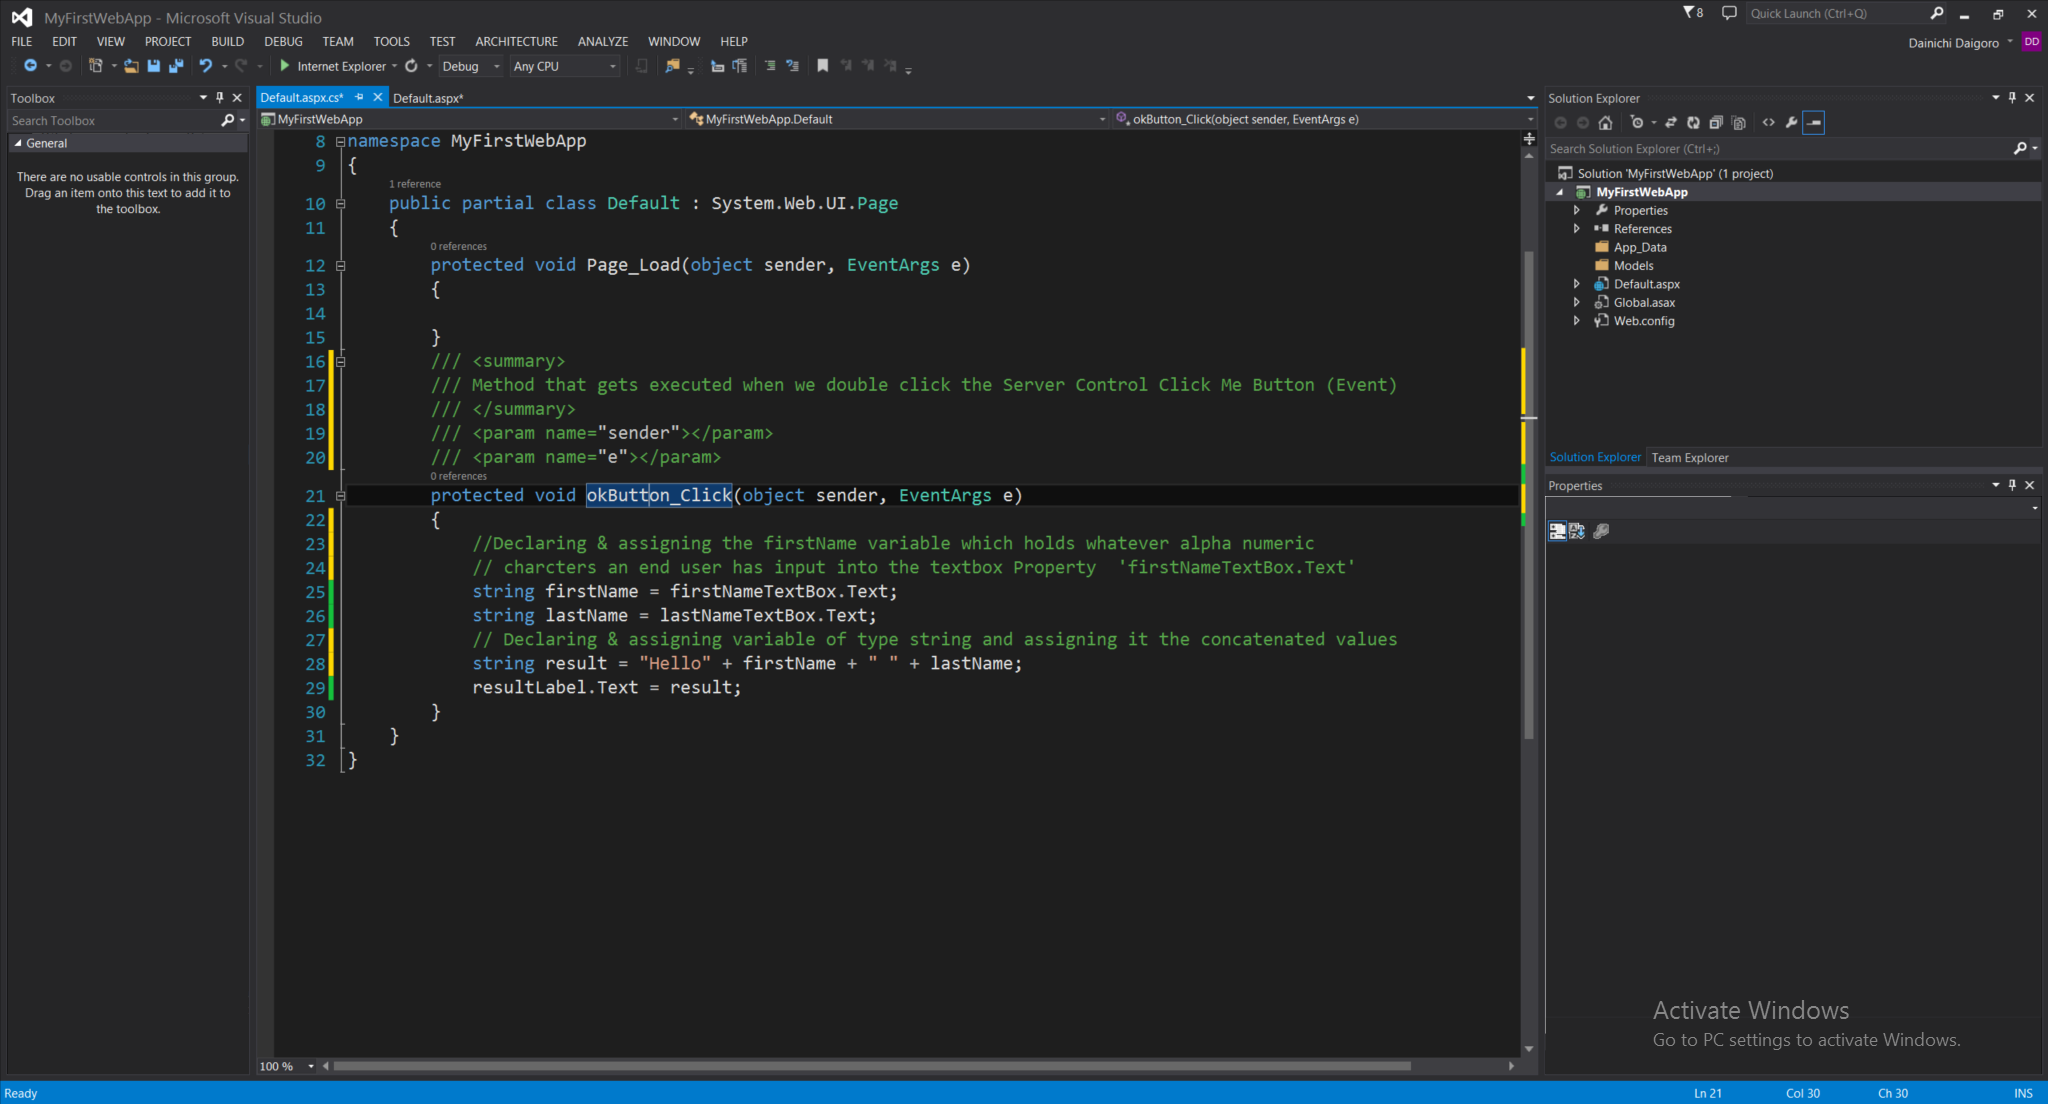 MyFirstWebApp - Microsoft Visual Studio
8
Quick Launch (Ctrl+Q)
FILE EDIT VIEW PROJECT BUILD DEBUG TEAM TOOLS TEST ARCHITECTURE ANALYZE WINDOW HELP
Dainichi Daigoro DD
Internet Explorer Debug Any CPU
Toolbox
Search Toolbox
General
There are no usable controls in this group.
Drag an item onto this text to add it to
the toolbox.
Default.aspx.cs* Default.aspx*
MyFirstWebApp MyFirstWebApp.Default okButton_Click(object sender, EventArgs e)
8 namespace MyFirstWebApp
9 {
1 reference
10 public partial class Default : System.Web.UI.Page
11 {
0 references
12 protected void Page_Load(object sender, EventArgs e)
13 {
14
15 }
16 /// <summary>
17 /// Method that gets executed when we double click the Server Control Click Me Button (Event)
18 /// </summary>
19 /// <param name="sender"></param>
20 /// <param name="e"></param>
0 references
21 protected void okButton_Click(object sender, EventArgs e)
22 {
23 //Declaring & assigning the firstName variable which holds whatever alpha numeric
24 // charcters an end user has input into the textbox Property  'firstNameTextBox.Text'
25 string firstName = firstNameTextBox.Text;
26 string lastName = lastNameTextBox.Text;
27 // Declaring & assigning variable of type string and assigning it the concatenated values
28 string result = "Hello" + firstName + " " + lastName;
29 resultLabel.Text = result;
30 }
31 }
32 }
100 %
Solution Explorer
Search Solution Explorer (Ctrl+;)
Solution 'MyFirstWebApp' (1 project)
MyFirstWebApp
Properties
References
App_Data
Models
Default.aspx
Global.asax
Web.config
Solution Explorer Team Explorer
Properties
Activate Windows
Go to PC settings to activate Windows.
Ready Ln 21 Col 30 Ch 30 INS